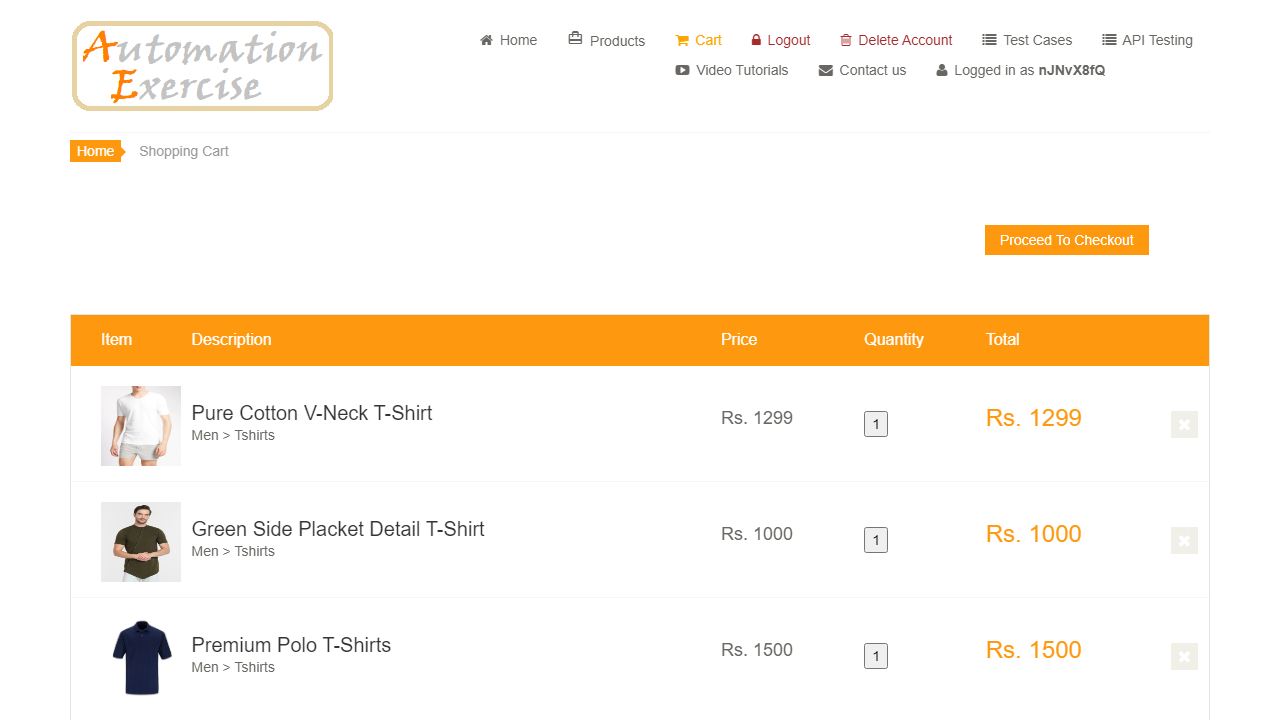 Automation
Exercise
Home Products Cart Logout Delete Account Test Cases API Testing
Video Tutorials Contact us Logged in as nJNvX8fQ
Home Shopping Cart
Proceed To Checkout
Item Description Price Quantity Total
Pure Cotton V-Neck T-Shirt Rs. 1299 1 Rs. 1299
Men > Tshirts
Green Side Placket Detail T-Shirt Rs. 1000 1 Rs. 1000
Men > Tshirts
Premium Polo T-Shirts Rs. 1500 1 Rs. 1500
Men > Tshirts